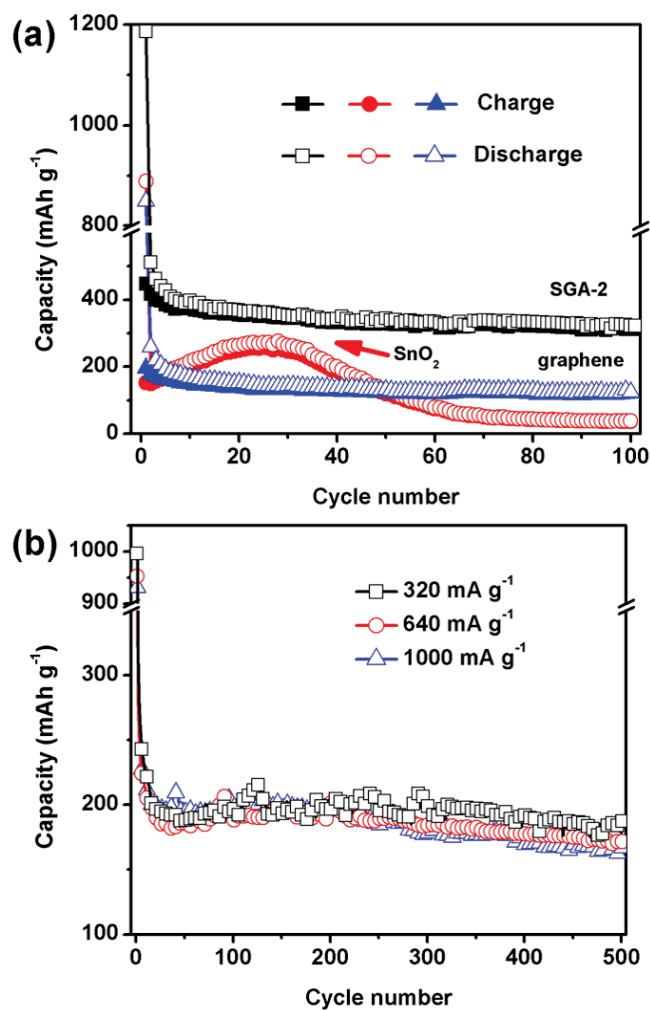 (a)
1200
1000
800
400
200
0
Capacity (mAh g⁻¹)
Charge
Discharge
SGA-2
SnO₂
graphene
0 20 40 60 80 100
Cycle number
(b)
1000
900
300
200
100
Capacity (mAh g⁻¹)
320 mA g⁻¹
640 mA g⁻¹
1000 mA g⁻¹
0 100 200 300 400 500
Cycle number